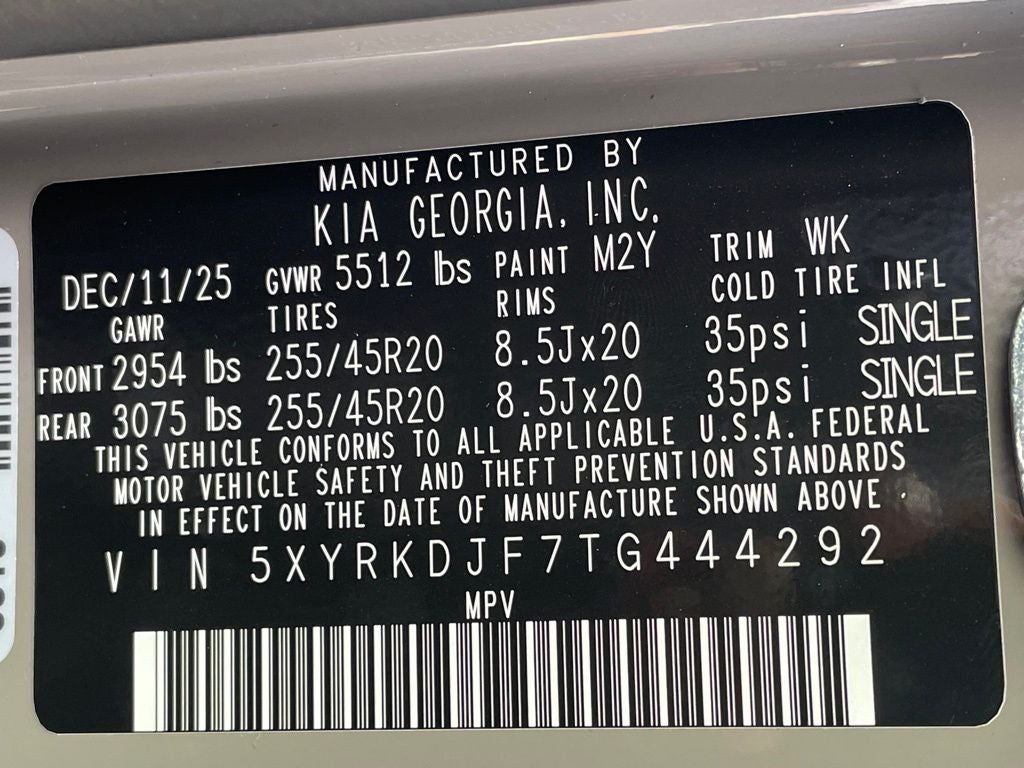 MANUFACTURED BY
KIA GEORGIA, INC.
DEC/11/25 GVWR 5512 lbs PAINT M2Y TRIM WK
GAWR TIRES RIMS COLD TIRE INFL
FRONT 2954 lbs 255/45R20 8.5Jx20 35psi SINGLE
REAR 3075 lbs 255/45R20 8.5Jx20 35psi SINGLE
THIS VEHICLE CONFORMS TO ALL APPLICABLE U.S.A. FEDERAL
MOTOR VEHICLE SAFETY AND THEFT PREVENTION STANDARDS
IN EFFECT ON THE DATE OF MANUFACTURE SHOWN ABOVE .
VIN 5XYRKDJF7TG444292
MPV